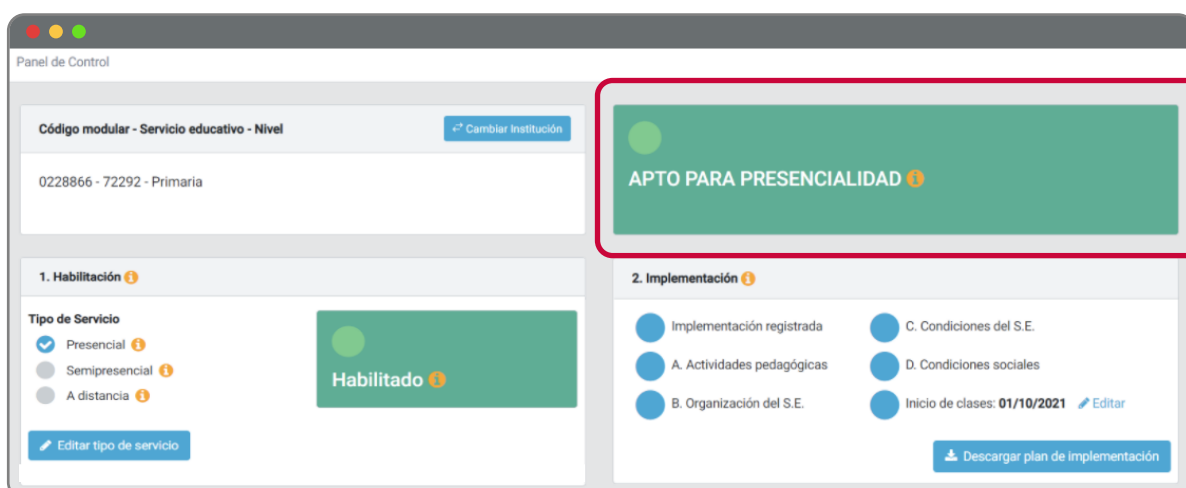 Panel de Control
Código modular - Servicio educativo - Nivel
Cambiar Institución
0228866 - 72292 - Primaria
APTO PARA PRESENCIALIDAD
1. Habilitación
Tipo de Servicio
Presencial
Semipresencial
A distancia
Habilitado
Editar tipo de servicio
2. Implementación
Implementación registrada
A. Actividades pedagógicas
B. Organización del S.E.
C. Condiciones del S.E.
D. Condiciones sociales
Inicio de clases: 01/10/2021 Editar
Descargar plan de implementación